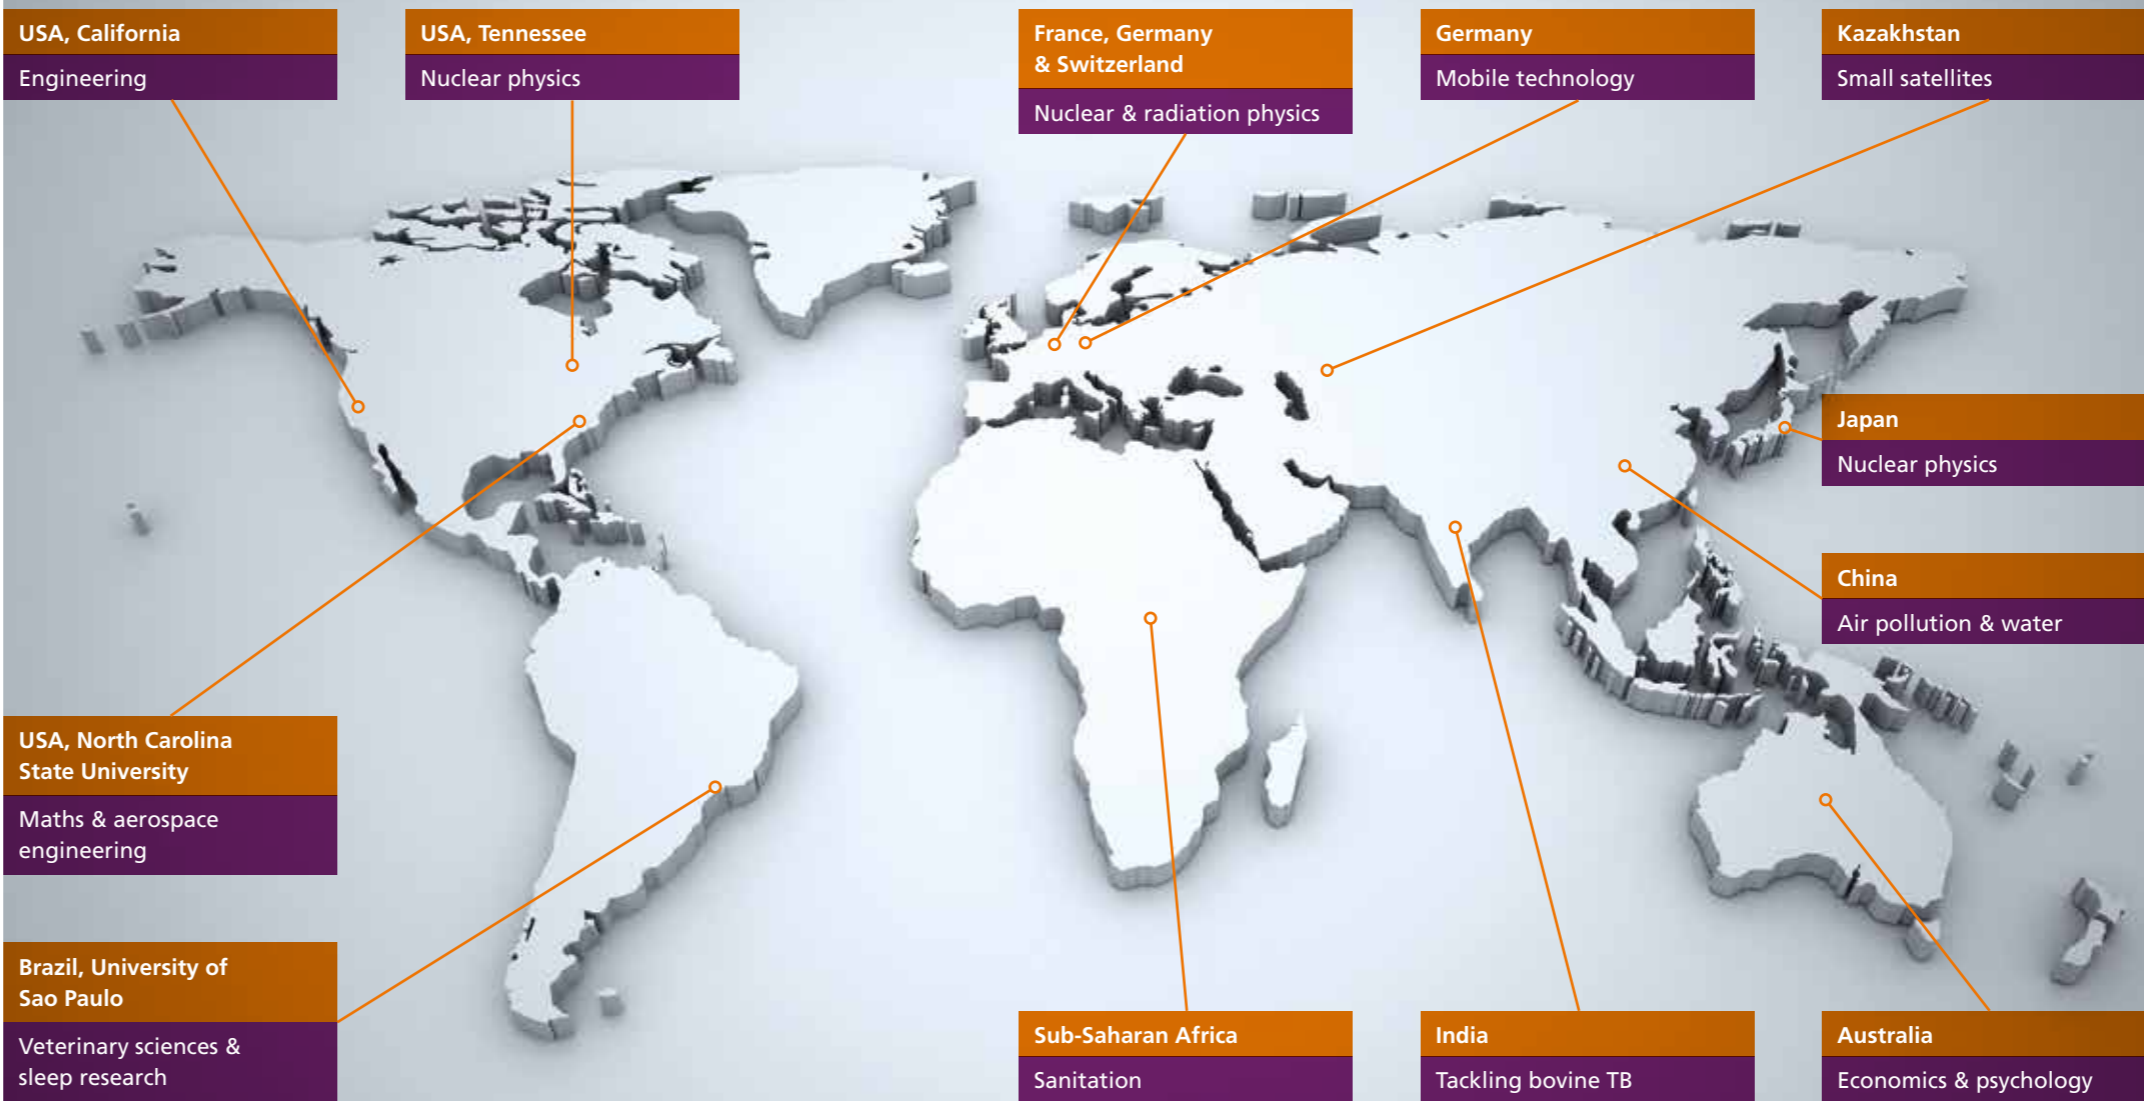 USA, California
Engineering
USA, Tennessee
Nuclear physics
France, Germany
& Switzerland
Nuclear & radiation physics
Germany
Mobile technology
Kazakhstan
Small satellites
Japan
Nuclear physics
China
Air pollution & water
USA, North Carolina
State University
Maths & aerospace
engineering
Brazil, University of
Sao Paulo
Veterinary sciences &
sleep research
Sub-Saharan Africa
Sanitation
India
Tackling bovine TB
Australia
Economics & psychology